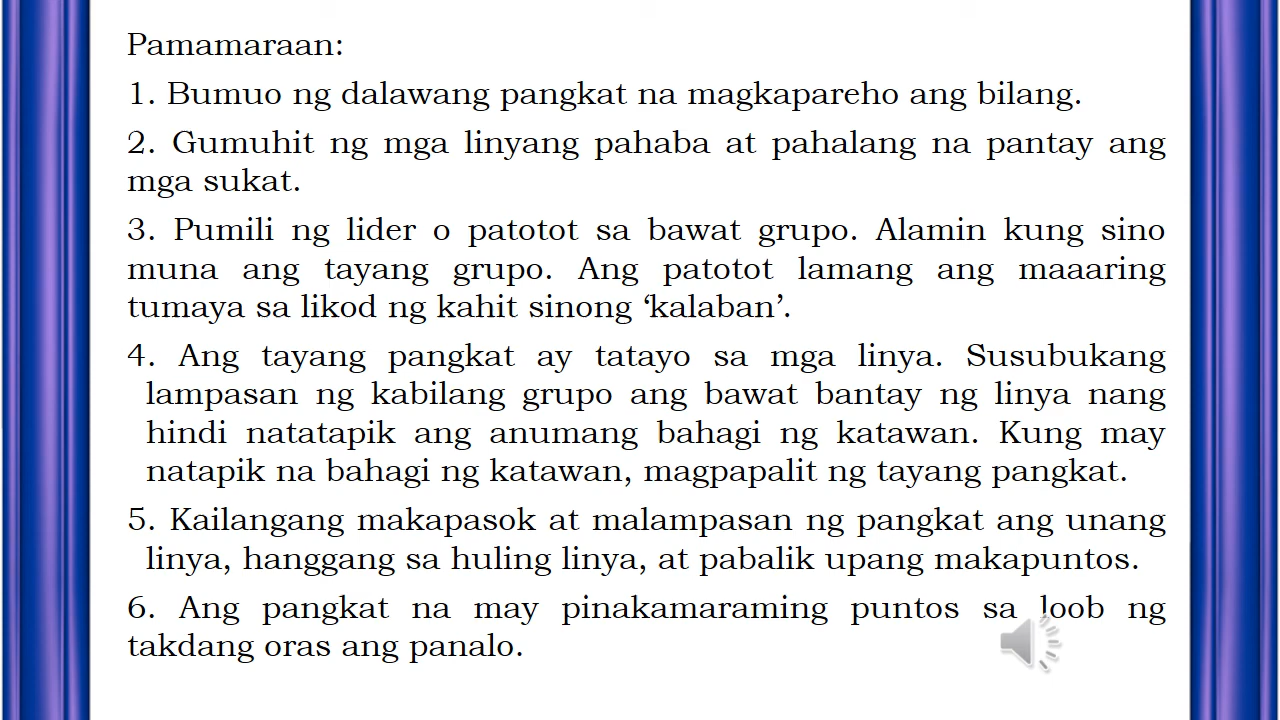 Pamamaraan:
1. Bumuo ng dalawang pangkat na magkapareho ang bilang.
2. Gumuhit ng mga linyang pahaba at pahalang na pantay ang
mga sukat.
3. Pumili ng lider o patotot sa bawat grupo. Alamin kung sino
muna ang tayang grupo. Ang patotot lamang ang maaaring
tumaya sa likod ng kahit sinong ‘kalaban’.
4. Ang tayang pangkat ay tatayo sa mga linya. Susubukang
lampasan ng kabilang grupo ang bawat bantay ng linya nang
hindi natatapik ang anumang bahagi ng katawan. Kung may
natapik na bahagi ng katawan, magpapalit ng tayang pangkat.
5. Kailangang makapasok at malampasan ng pangkat ang unang
linya, hanggang sa huling linya, at pabalik upang makapuntos.
6. Ang pangkat na may pinakamaraming puntos sa loob ng
takdang oras ang panalo.